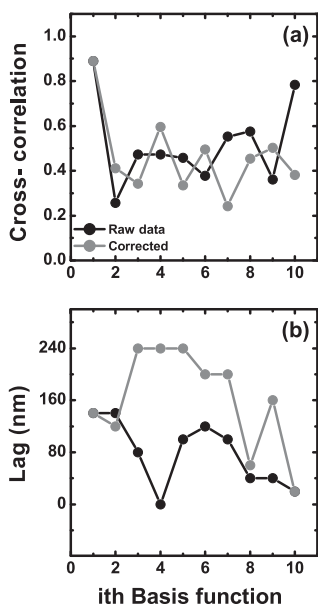 (a)
Cross- correlation
1.0
0.8
0.6
0.4
0.2
0.0
Raw data
Corrected
0 2 4 6 8 10
(b)
Lag (nm)
240
160
80
0
0 2 4 6 8 10
ith Basis function